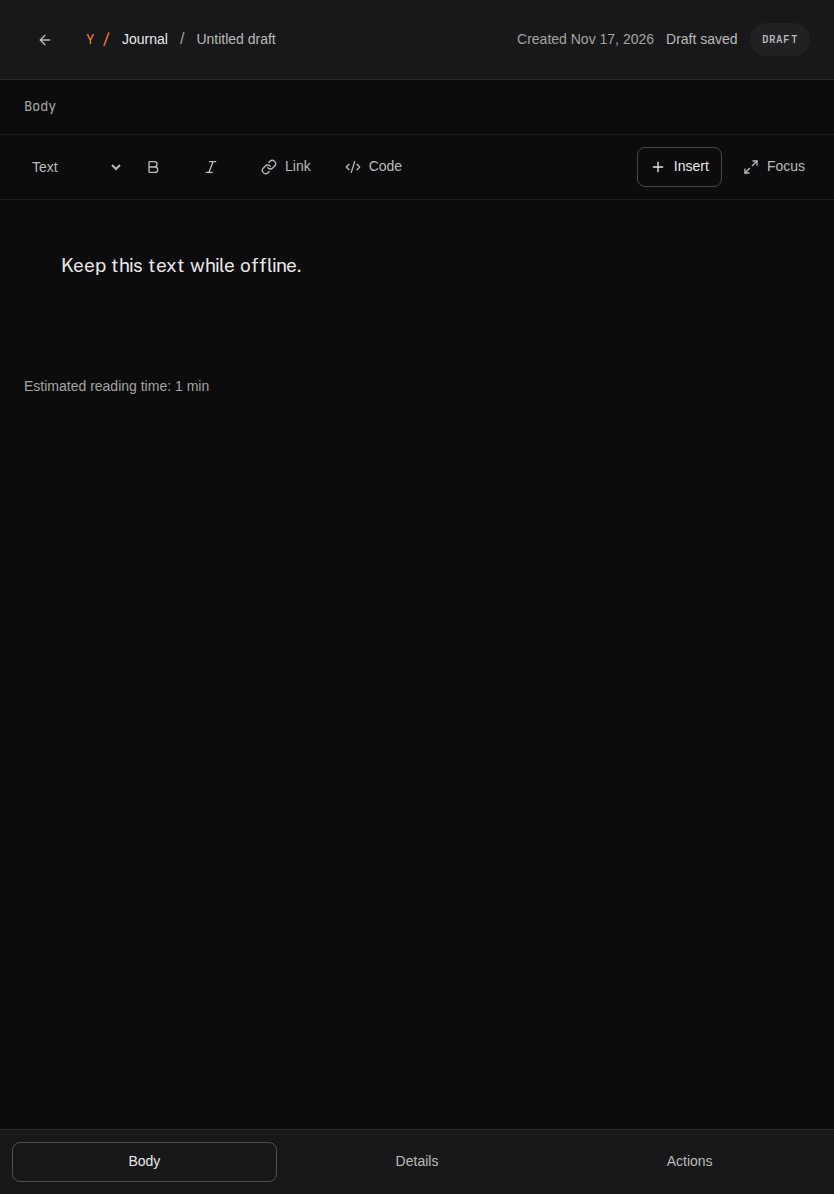 Y / Journal / Untitled draft Created Nov 17, 2026 Draft saved DRAFT
Body
Text B I Link Code Insert Focus
Keep this text while offline.
Estimated reading time: 1 min
Body Details Actions